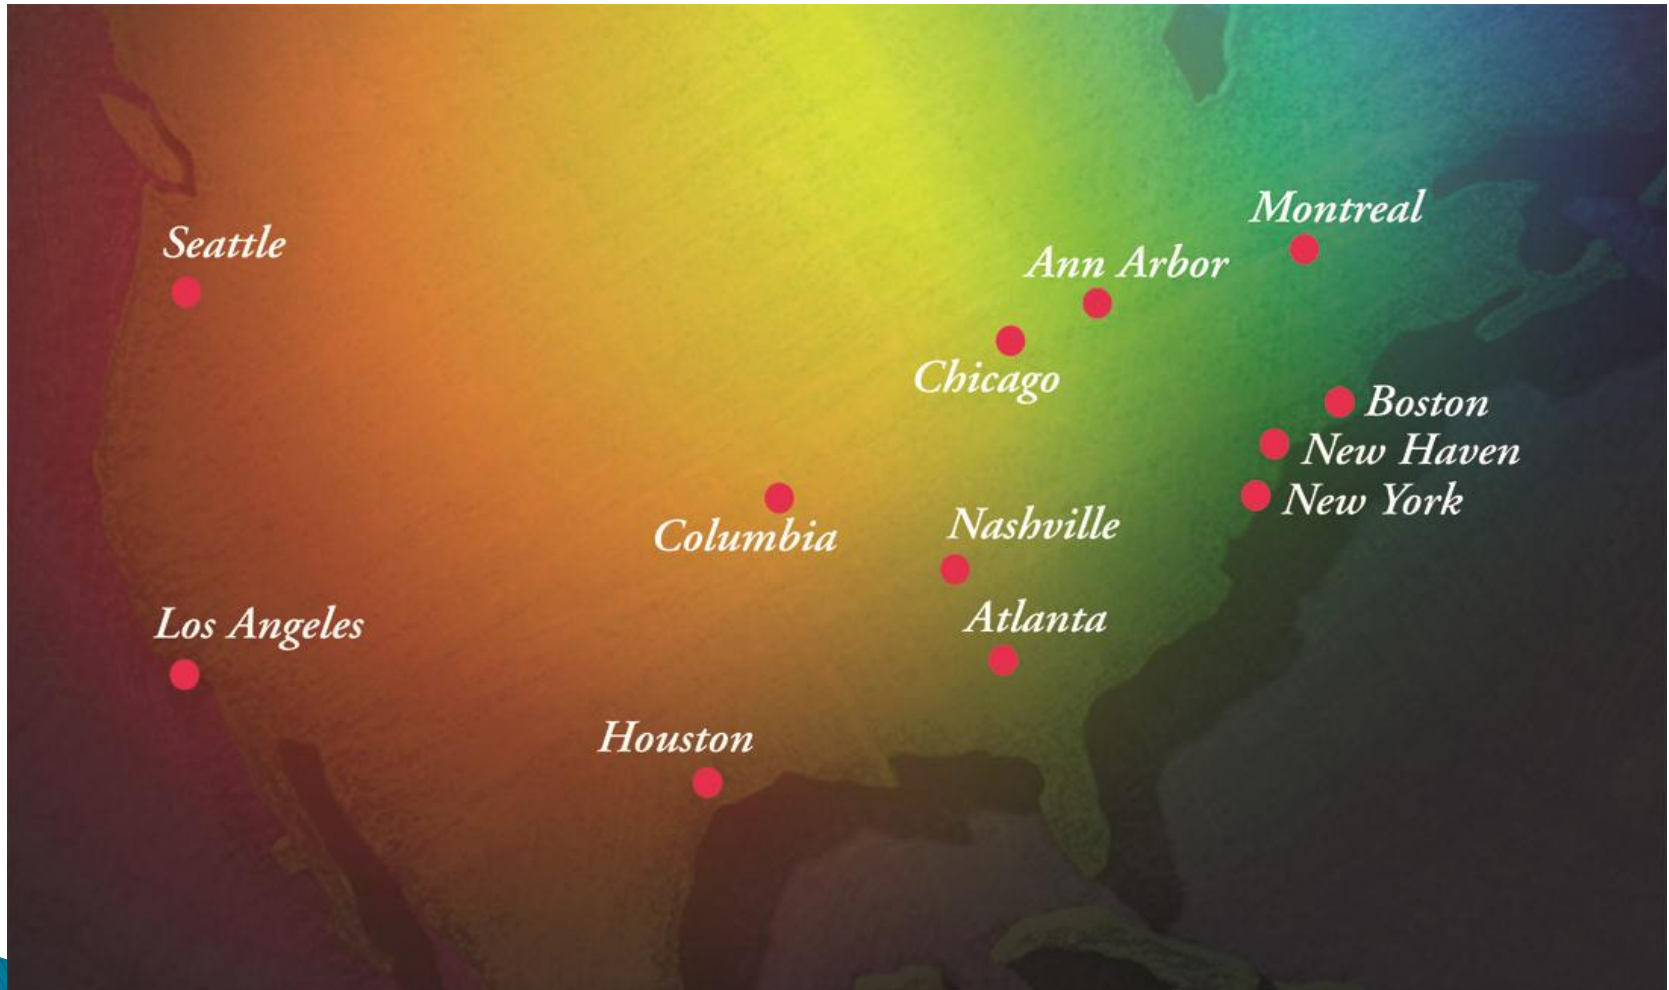 Montreal
Seattle
Ann Arbor
Chicago
Boston
New Haven
New York
Nashville
Columbia
Atlanta
Los Angeles
Houston